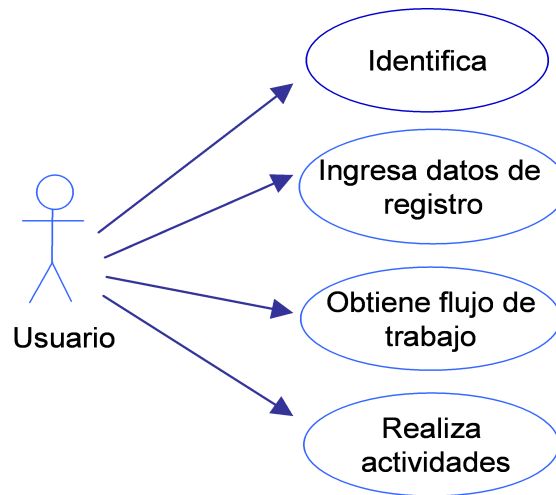 Identifica
Ingresa datos de
registro
Obtiene flujo de
trabajo
Usuario
Realiza
actividades